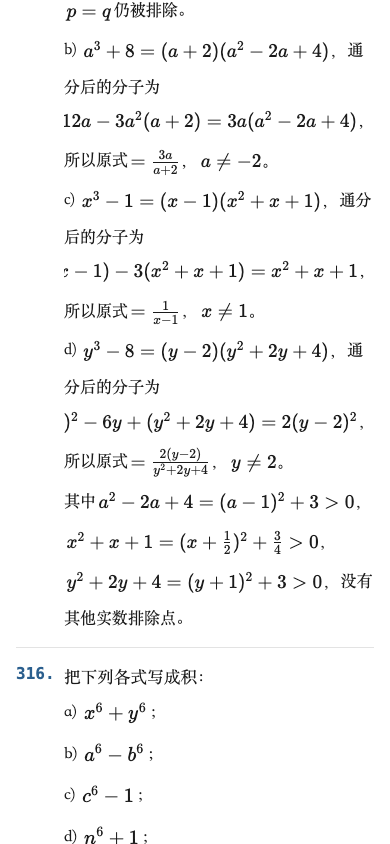 p = q 仍被排除。
b) a³ + 8 = (a + 2)(a² − 2a + 4)，通
分后的分子为
12a − 3a²(a + 2) = 3a(a² − 2a + 4)，
所以原式 = 3a/(a+2)，a ≠ −2。
c) x³ − 1 = (x − 1)(x² + x + 1)，通分
后的分子为
− 1) − 3(x² + x + 1) = x² + x + 1，
所以原式 = 1/(x−1)，x ≠ 1。
d) y³ − 8 = (y − 2)(y² + 2y + 4)，通
分后的分子为
)² − 6y + (y² + 2y + 4) = 2(y − 2)²，
所以原式 = 2(y−2)/(y²+2y+4)，y ≠ 2。
其中 a² − 2a + 4 = (a − 1)² + 3 > 0，
x² + x + 1 = (x + 1/2)² + 3/4 > 0，
y² + 2y + 4 = (y + 1)² + 3 > 0，没有
其他实数排除点。
316. 把下列各式写成积：
a) x⁶ + y⁶；
b) a⁶ − b⁶；
c) c⁶ − 1；
d) n⁶ + 1；